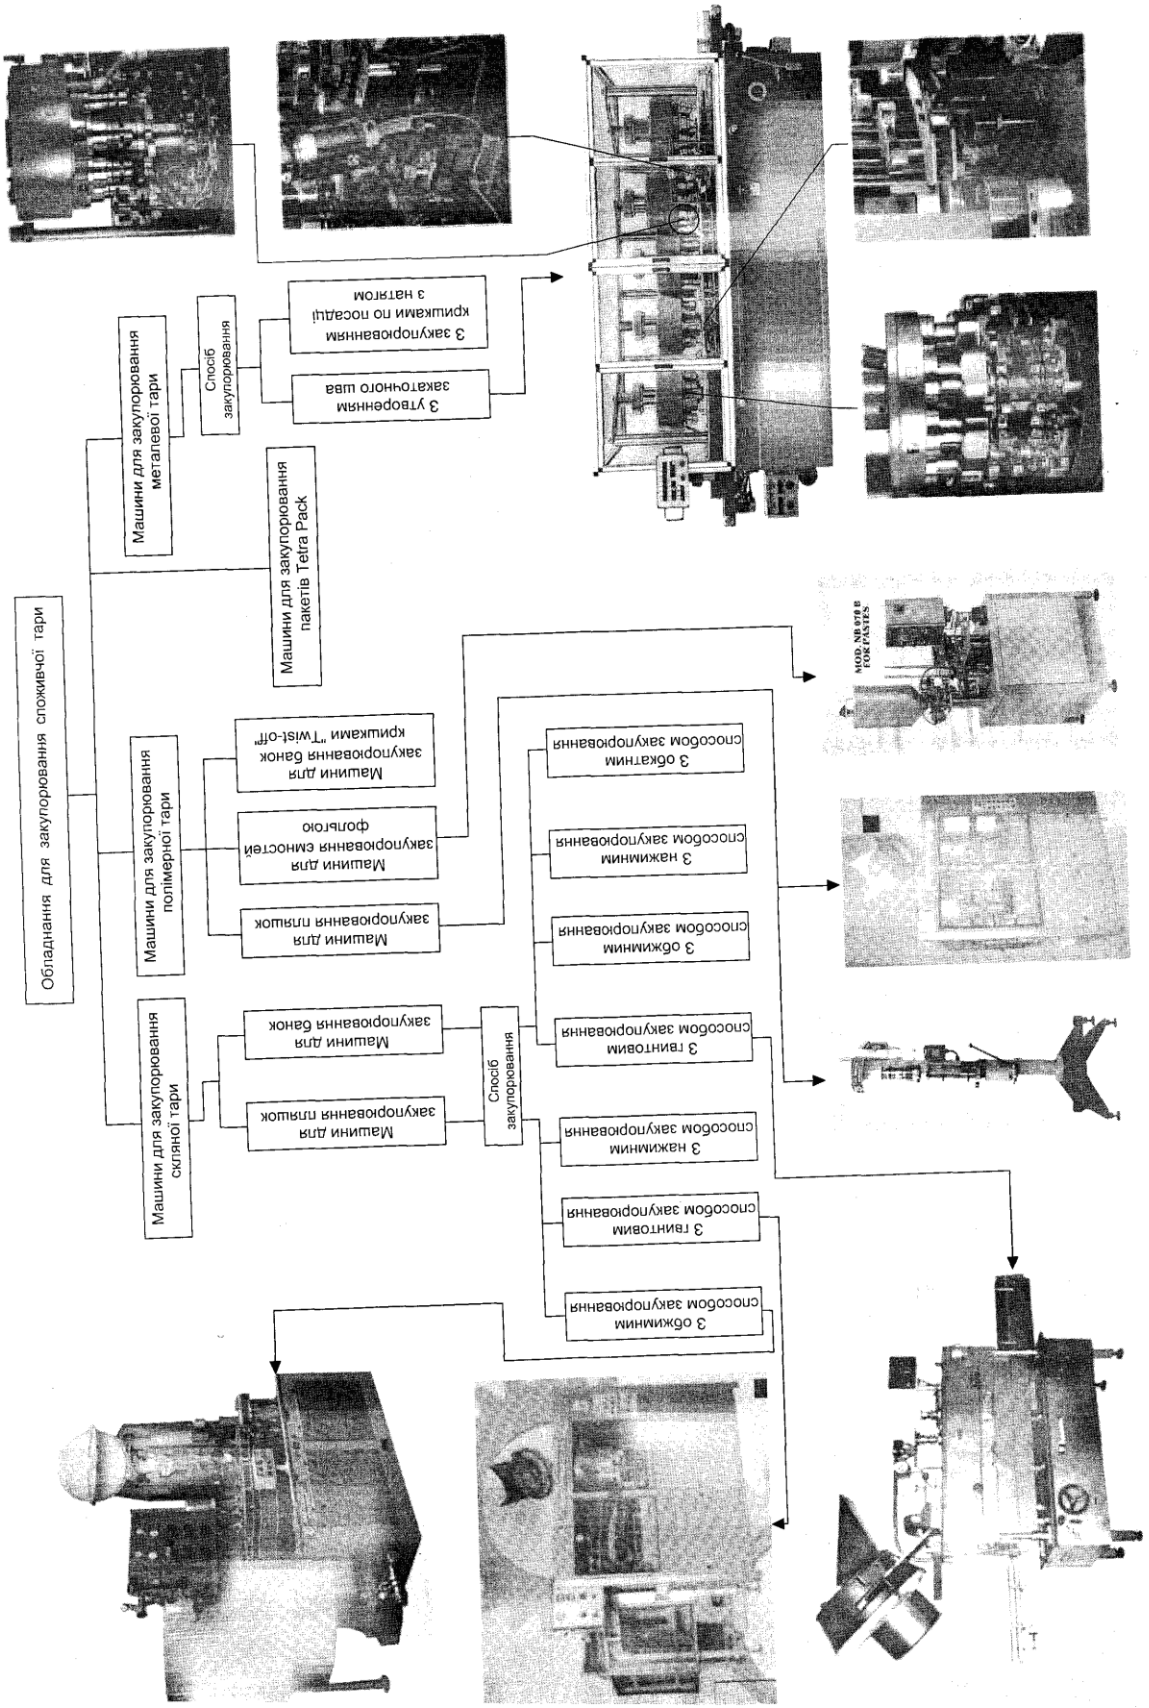 Обладнання для закупорювання споживчої тари
Машини для закупорювання
скляної тари
Машини для закупорювання
полімерної тари
Машини для закупорювання
пакетів Tetra Pack
Машини для закупорювання
металевої тари
Машини для
закупорювання пляшок
Машини для
закупорювання банок
Машини для
закупорювання пляшок
Машини для
закупорювання ємностей
фольгою
Машини для
закупорювання банок
кришками "Twist-off"
Спосіб
закупорювання
З утворенням
закаточного шва
З закупорюванням
кришками по посадці
з натягом
Спосіб
закупорювання
З обжимним
способом закупорювання
З гвинтовим
способом закупорювання
З нажимним
способом закупорювання
З гвинтовим
способом закупорювання
З обжимним
способом закупорювання
З нажимним
способом закупорювання
З обкатним
способом закупорювання
MOD. NB 070 B
FOR PASTES